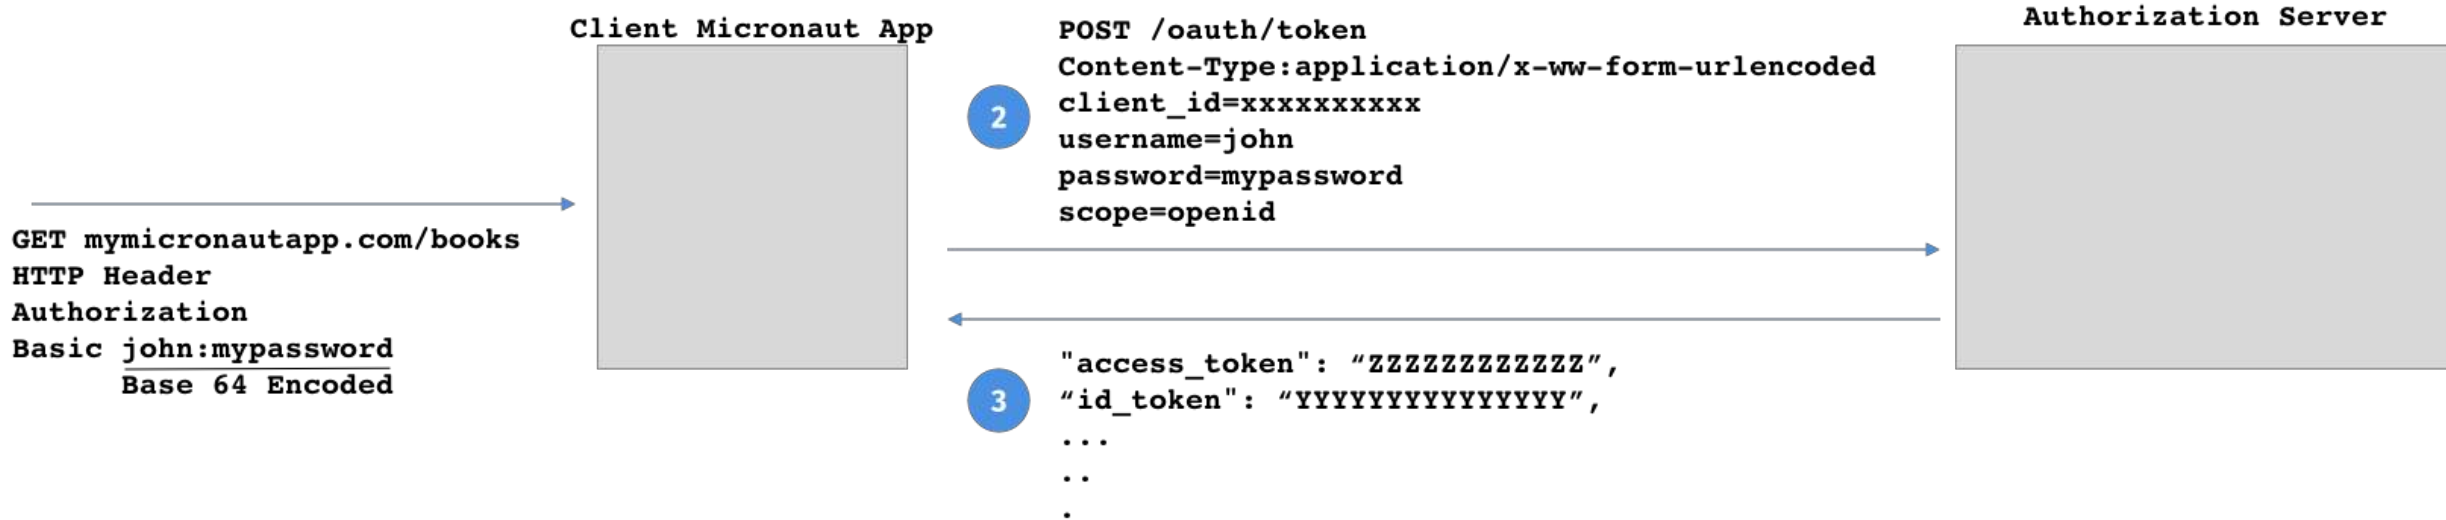 Client Micronaut App
GET mymicronautapp.com/books
HTTP Header
Authorization
Basic john:mypassword
Base 64 Encoded
2
POST /oauth/token
Content-Type:application/x-ww-form-urlencoded
client_id=xxxxxxxxxx
username=john
password=mypassword
scope=openid
3
"access_token": “ZZZZZZZZZZZZ”,
“id_token": “YYYYYYYYYYYYYYY”,
...
..
.
Authorization Server